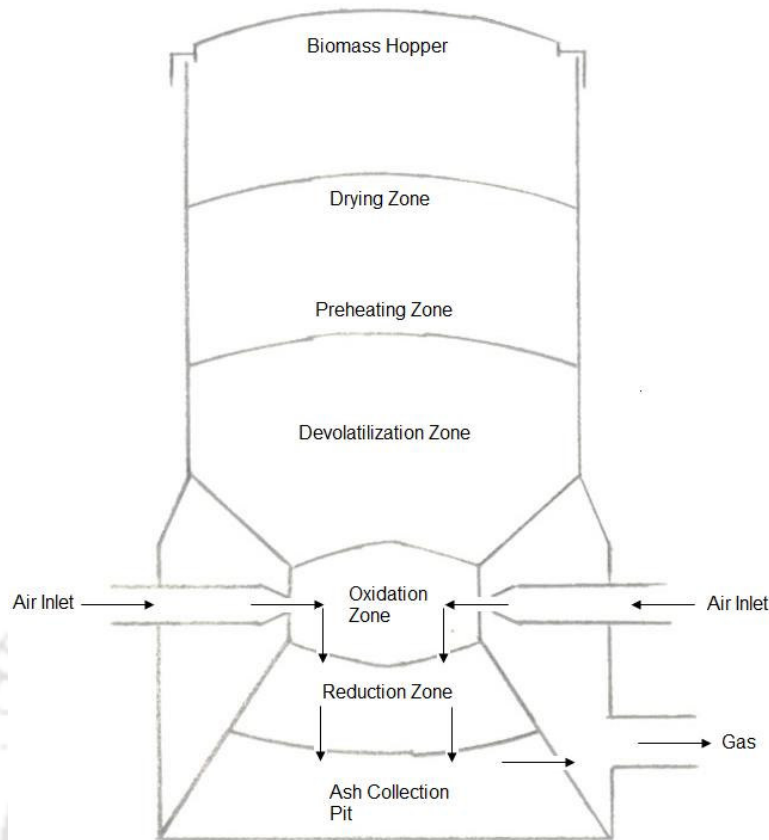 Biomass Hopper
Drying Zone
Preheating Zone
Devolatilization Zone
Air Inlet
Oxidation
Zone
Air Inlet
Reduction Zone
Gas
Ash Collection
Pit